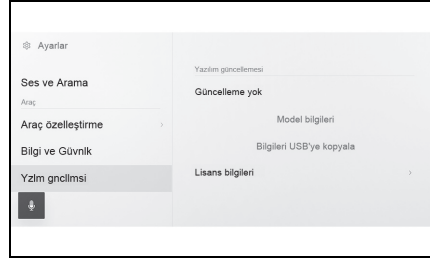 Ayarlar
Ses ve Arama
Araç
Araç özelleştirme
Bilgi ve Güvnlk
Yzlm gncllmsi
Yazılım güncellemesi
Güncelleme yok
Model bilgileri
Bilgileri USB'ye kopyala
Lisans bilgileri